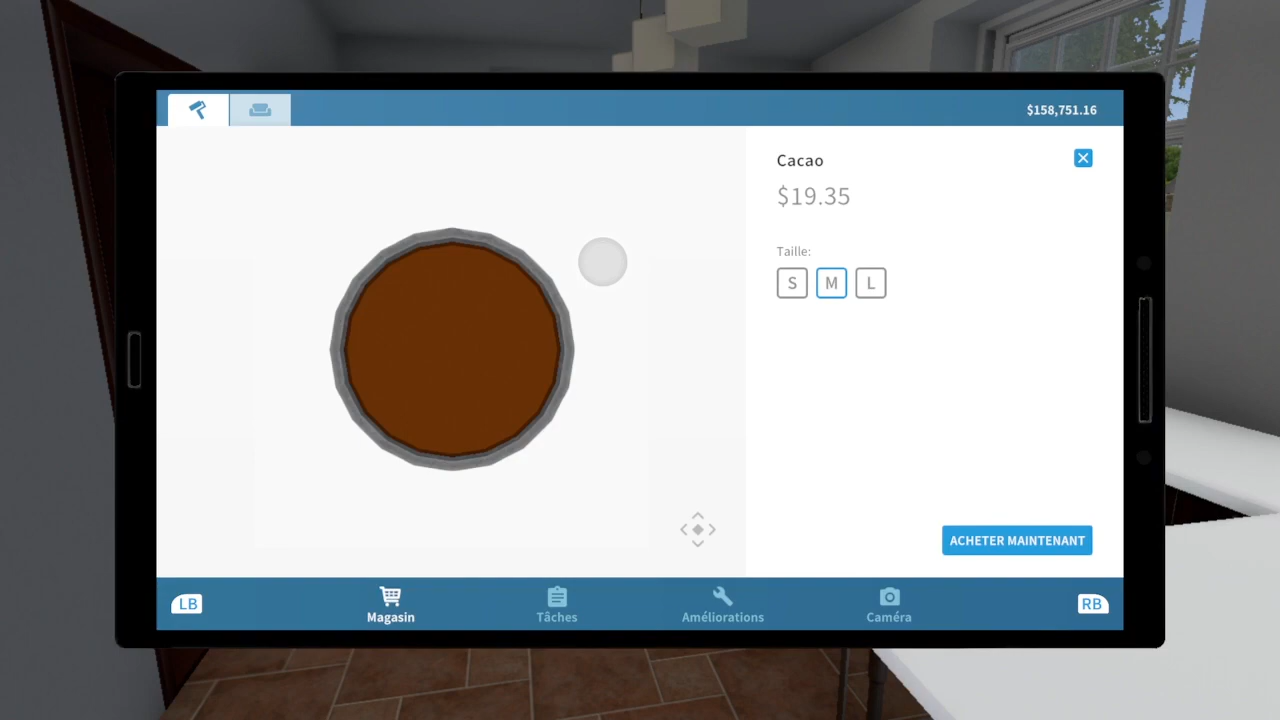 $158,751.16
Cacao
$19.35
Taille:
S M L
ACHETER MAINTENANT
LB
Magasin
Tâches
Améliorations
Caméra
RB